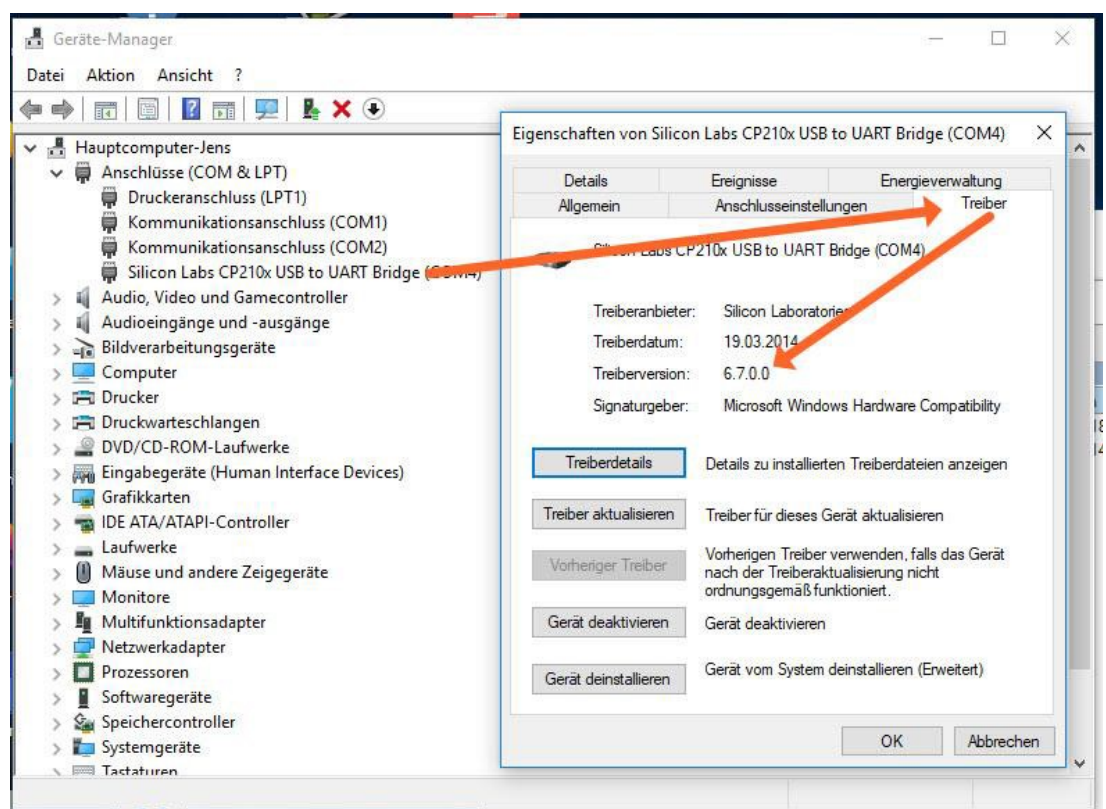 Geräte-Manager
Datei Aktion Ansicht ?
Hauptcomputer-Jens
Anschlüsse (COM & LPT)
Druckeranschluss (LPT1)
Kommunikationsanschluss (COM1)
Kommunikationsanschluss (COM2)
Silicon Labs CP210x USB to UART Bridge (COM4)
Audio, Video und Gamecontroller
Audioeingänge und -ausgänge
Bildverarbeitungsgeräte
Computer
Drucker
Druckwarteschlangen
DVD/CD-ROM-Laufwerke
Eingabegeräte (Human Interface Devices)
Grafikkarten
IDE ATA/ATAPI-Controller
Laufwerke
Mäuse und andere Zeigegeräte
Monitore
Multifunktionsadapter
Netzwerkadapter
Prozessoren
Softwaregeräte
Speichercontroller
Systemgeräte
Tastaturen
Eigenschaften von Silicon Labs CP210x USB to UART Bridge (COM4)
Details Ereignisse Energieverwaltung
Allgemein Anschlusseinstellungen Treiber
Silicon Labs CP210x USB to UART Bridge (COM4)
Treiberanbieter: Silicon Laboratories
Treiberdatum: 19.03.2014
Treiberversion: 6.7.0.0
Signaturgeber: Microsoft Windows Hardware Compatibility
Treiberdetails Details zu installierten Treiberdateien anzeigen
Treiber aktualisieren Treiber für dieses Gerät aktualisieren
Vorheriger Treiber Vorherigen Treiber verwenden, falls das Gerät
nach der Treiberaktualisierung nicht
ordnungsgemäß funktioniert.
Gerät deaktivieren Gerät deaktivieren
Gerät deinstallieren Gerät vom System deinstallieren (Erweitert)
OK Abbrechen